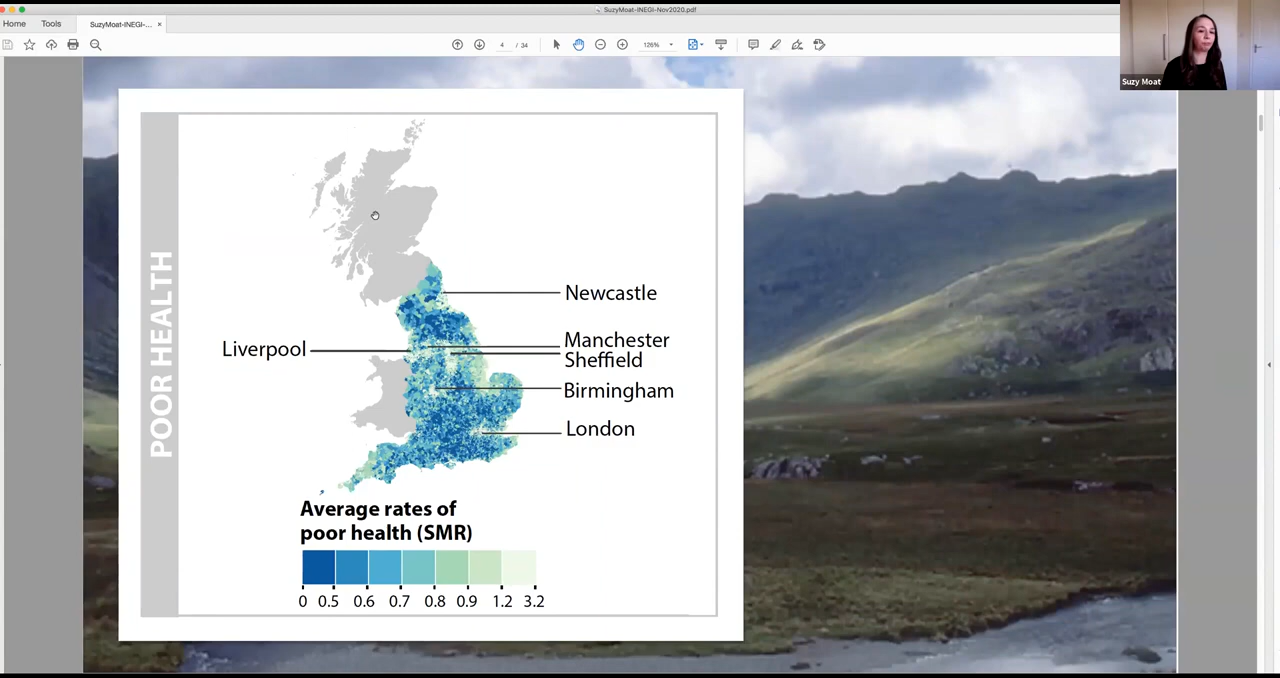 SuzyMoat-INEGI-Nov2020.pdf
Home
Tools
SuzyMoat-INEGI-... ×
4 / 34
126%
Suzy Moat
POOR HEALTH
Newcastle
Manchester
Liverpool
Sheffield
Birmingham
London
Average rates of
poor health (SMR)
0 0.5 0.6 0.7 0.8 0.9 1.2 3.2